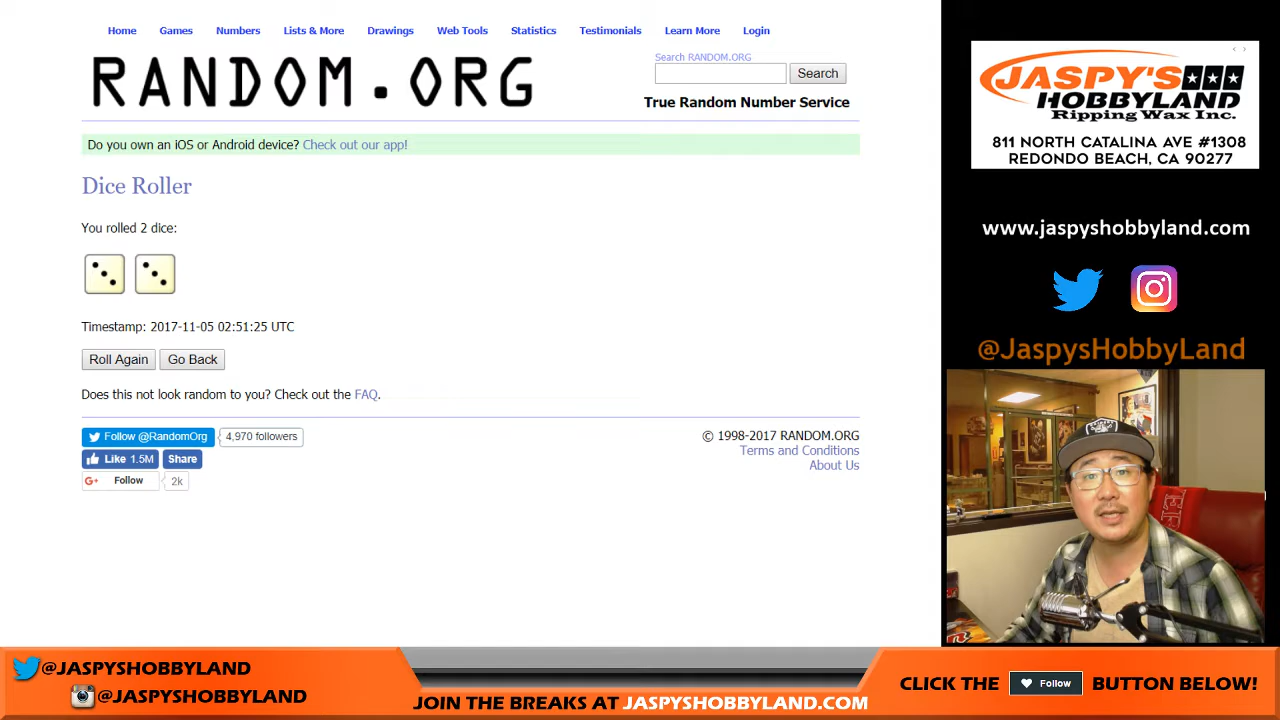 Home Games Numbers Lists & More Drawings Web Tools Statistics Testimonials Learn More Login
RANDOM.ORG
Search RANDOM.ORG
Search
True Random Number Service
Do you own an iOS or Android device? Check out our app!
Dice Roller
You rolled 2 dice:
Timestamp: 2017-11-05 02:51:25 UTC
Roll Again Go Back
Does this not look random to you? Check out the FAQ.
Follow @RandomOrg 4,970 followers
Like 1.5M Share
G+ Follow 2k
© 1998-2017 RANDOM.ORG
Terms and Conditions
About Us
JASPY'S
HOBBYLAND
Ripping Wax Inc.
811 NORTH CATALINA AVE #1308
REDONDO BEACH, CA 90277
www.jaspyshobbyland.com
@JaspysHobbyLand
@JASPYSHOBBYLAND
@JASPYSHOBBYLAND
JOIN THE BREAKS AT JASPYSHOBBYLAND.COM
CLICK THE Follow BUTTON BELOW!